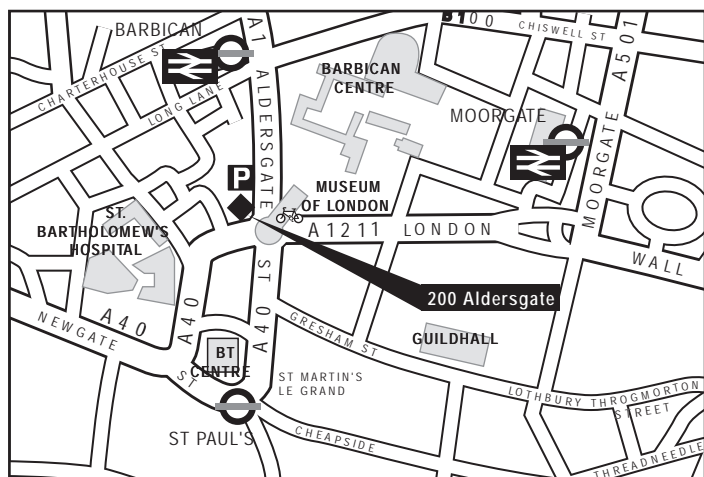 BARBICAN
A1 ALDERSGATE ST
B100
CHISWELL ST
A501
CHARTERHOUSE ST
LONG LANE
BARBICAN
CENTRE
MOORGATE
MOORGATE
P
MUSEUM
OF LONDON
ST.
BARTHOLOMEW'S
HOSPITAL
A1211 LONDON WALL
200 Aldersgate
NEWGATE ST
A40
A40
A40
GRESHAM ST
GUILDHALL
BT
CENTRE
ST MARTIN'S
LE GRAND
LOTHBURY THROGMORTON
STREET
ST PAUL'S
CHEAPSIDE
THREADNEEDLE